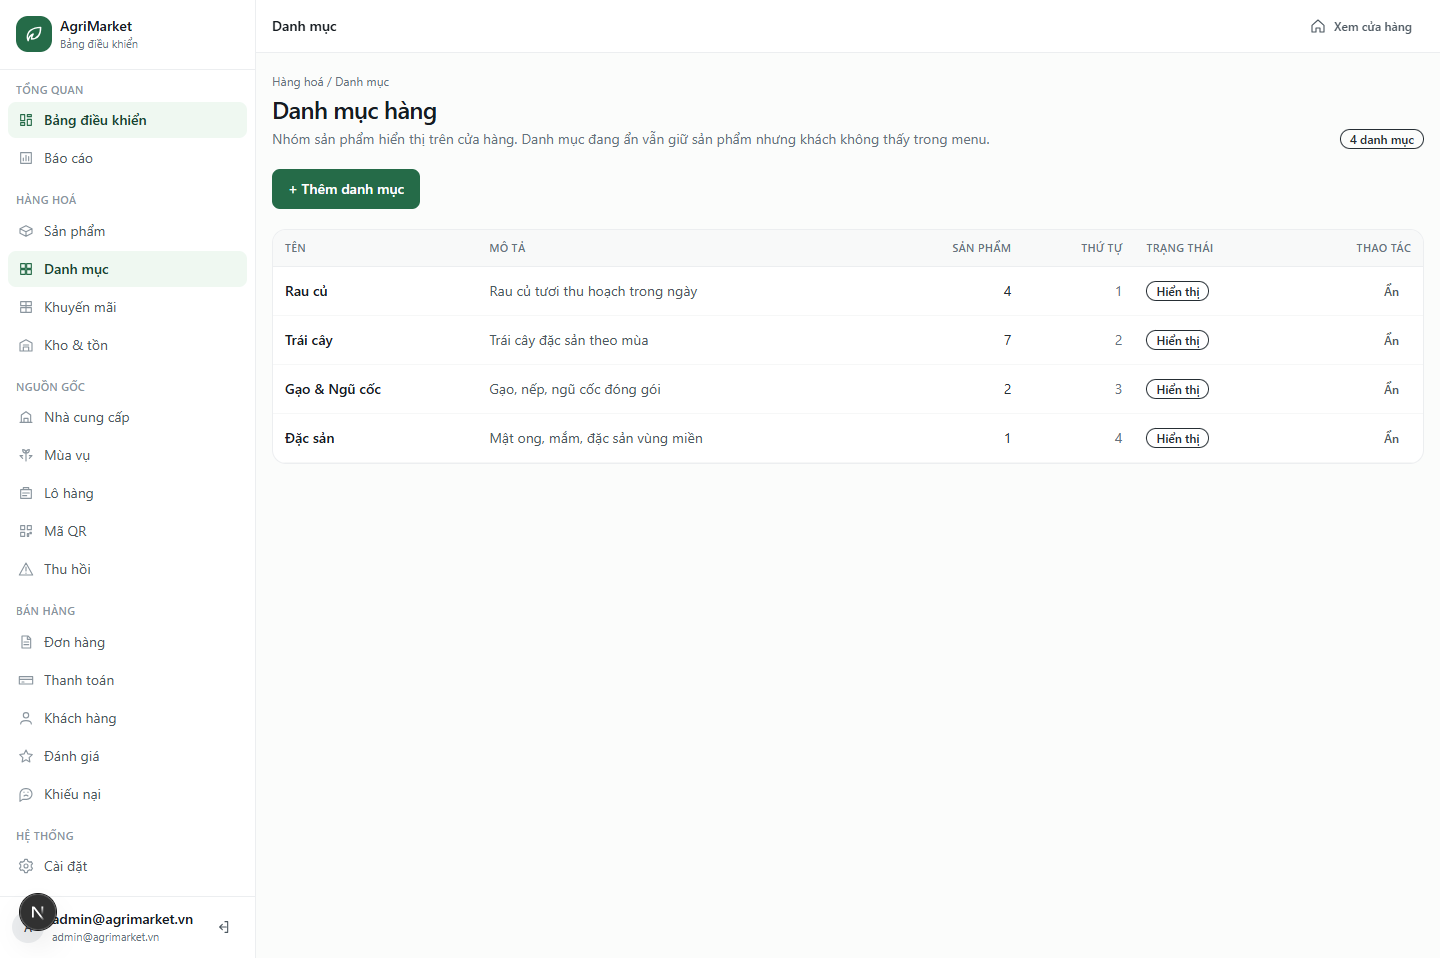 AgriMarket
Bảng điều khiển
TỔNG QUAN
Bảng điều khiển
Báo cáo
HÀNG HOÁ
Sản phẩm
Danh mục
Khuyến mãi
Kho & tồn
NGUỒN GỐC
Nhà cung cấp
Mùa vụ
Lô hàng
Mã QR
Thu hồi
BÁN HÀNG
Đơn hàng
Thanh toán
Khách hàng
Đánh giá
Khiếu nại
HỆ THỐNG
Cài đặt
N
admin@agrimarket.vn
admin@agrimarket.vn
Danh mục
Xem cửa hàng
Hàng hoá / Danh mục
Danh mục hàng
Nhóm sản phẩm hiển thị trên cửa hàng. Danh mục đang ẩn vẫn giữ sản phẩm nhưng khách không thấy trong menu.
4 danh mục
+ Thêm danh mục
TÊN MÔ TẢ SẢN PHẨM THỨ TỰ TRẠNG THÁI THAO TÁC
Rau củ Rau củ tươi thu hoạch trong ngày 4 1 Hiển thị Ẩn
Trái cây Trái cây đặc sản theo mùa 7 2 Hiển thị Ẩn
Gạo & Ngũ cốc Gạo, nếp, ngũ cốc đóng gói 2 3 Hiển thị Ẩn
Đặc sản Mật ong, mắm, đặc sản vùng miền 1 4 Hiển thị Ẩn